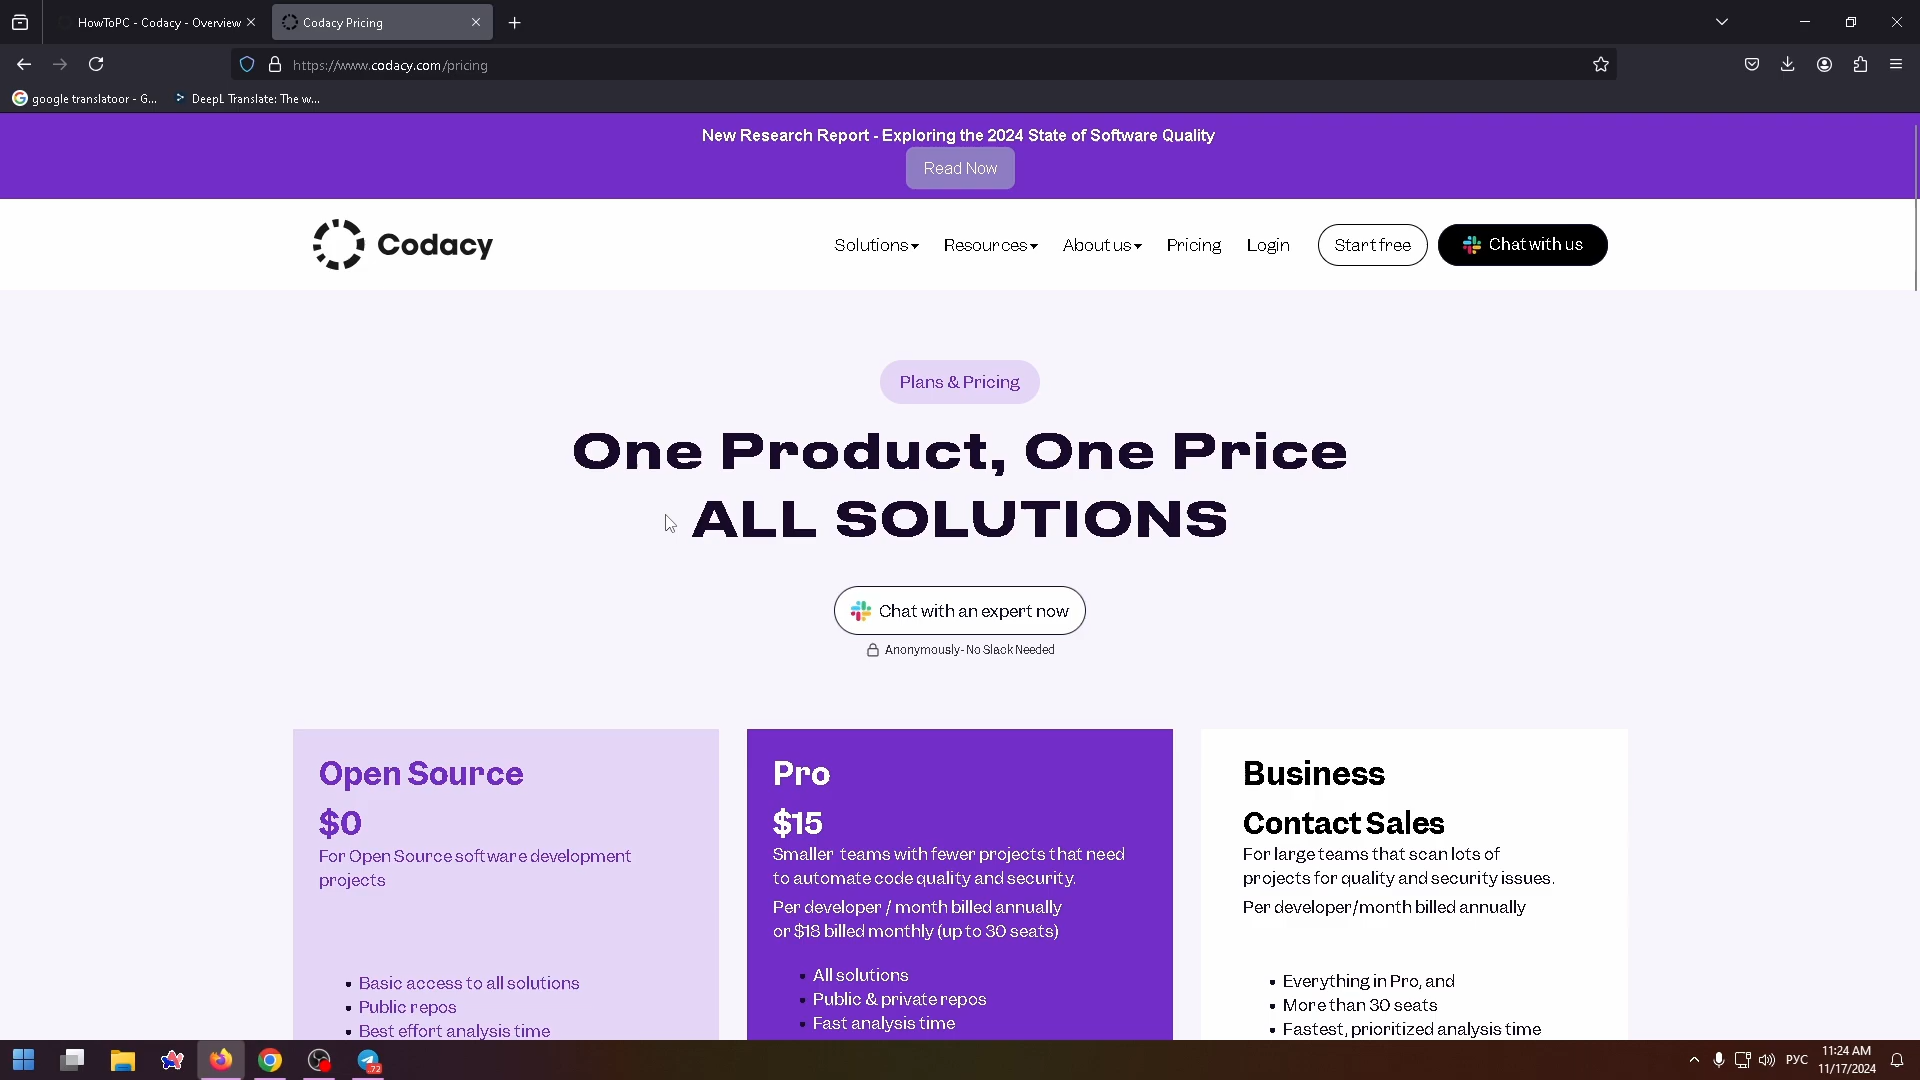 HowToPC - Codacy - Overview
Codacy Pricing
https://www.codacy.com/pricing
google translatoor - G...
DeepL Translate: The w...
New Research Report - Exploring the 2024 State of Software Quality
Read Now
Codacy
Solutions
Resources
About us
Pricing
Login
Start free
Chat with us
Plans & Pricing
One Product, One Price
ALL SOLUTIONS
Chat with an expert now
Anonymously - No Slack Needed
Open Source
$0
For Open Source software development
projects
Basic access to all solutions
Public repos
Best effort analysis time
Pro
$15
Smaller teams with fewer projects that need
to automate code quality and security.
Per developer / month billed annually
or $18 billed monthly (up to 30 seats)
All solutions
Public & private repos
Fast analysis time
Business
Contact Sales
For large teams that scan lots of
projects for quality and security issues.
Per developer/month billed annually
Everything in Pro, and
More than 30 seats
Fastest, prioritized analysis time
72
РУС
11:24 AM
11/17/2024